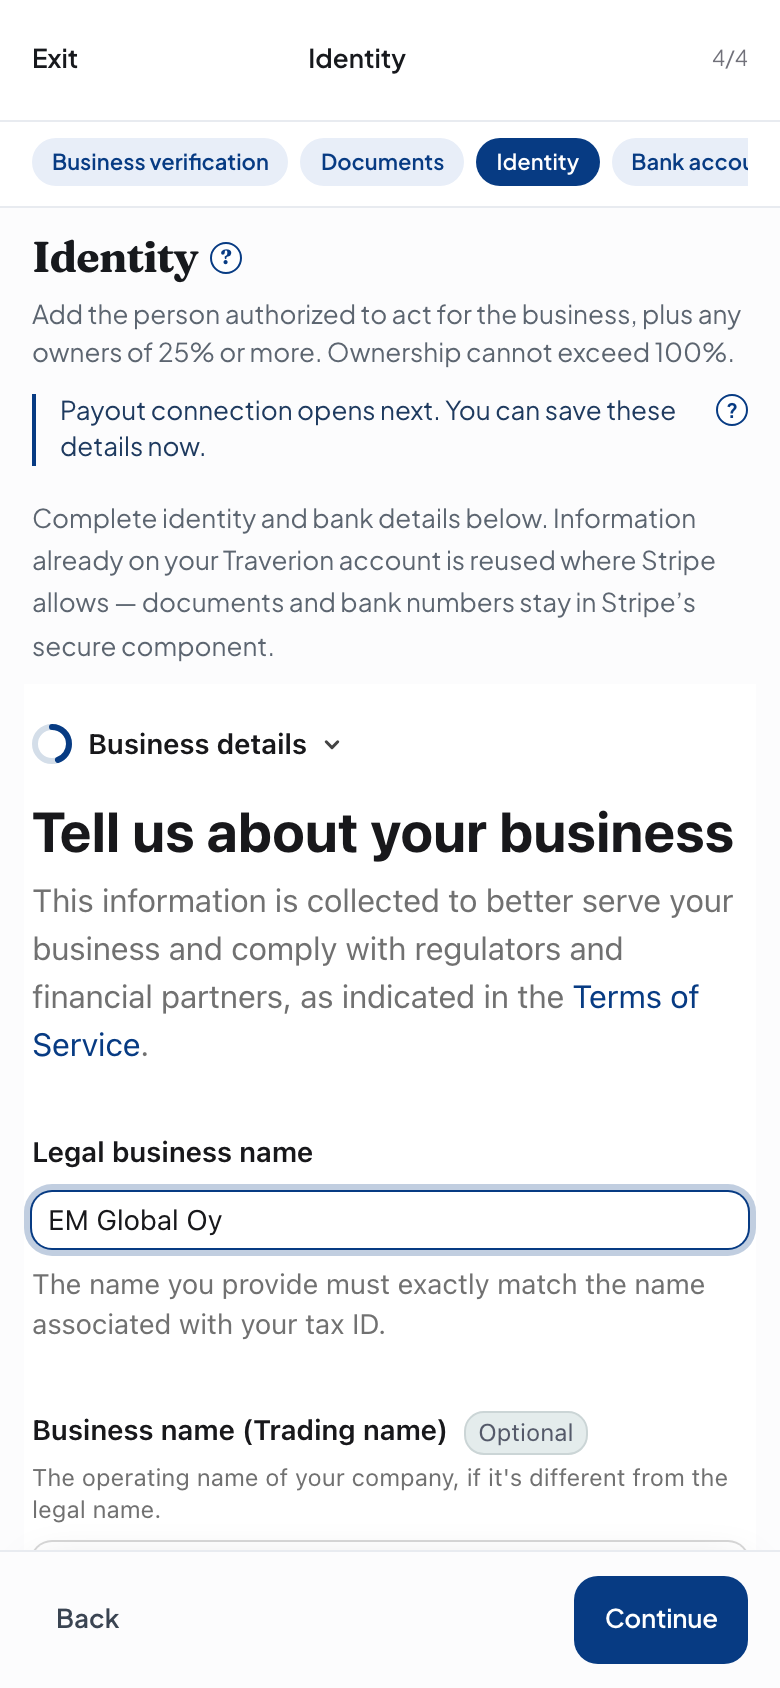 Exit Identity 4/4
Business verification Documents Identity Bank accou
Identity ?
Add the person authorized to act for the business, plus any
owners of 25% or more. Ownership cannot exceed 100%.
Payout connection opens next. You can save these ?
details now.
Complete identity and bank details below. Information
already on your Traverion account is reused where Stripe
allows — documents and bank numbers stay in Stripe’s
secure component.
Business details
Tell us about your business
This information is collected to better serve your
business and comply with regulators and
financial partners, as indicated in the Terms of
Service.
Legal business name
EM Global Oy
The name you provide must exactly match the name
associated with your tax ID.
Business name (Trading name) Optional
The operating name of your company, if it's different from the
legal name.
Back Continue